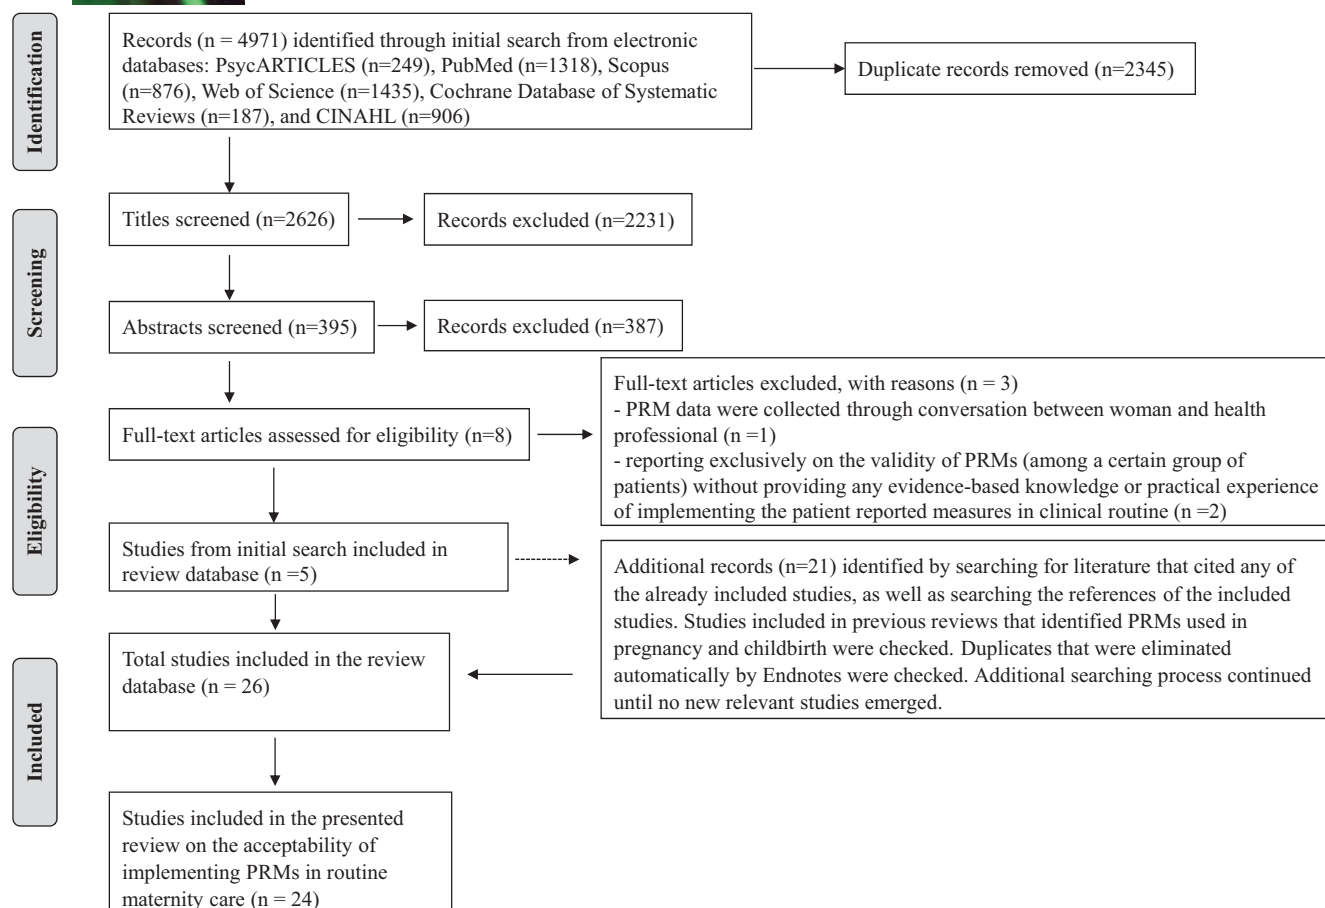 Identification
Records (n = 4971) identified through initial search from electronic
databases: PsycARTICLES (n=249), PubMed (n=1318), Scopus
(n=876), Web of Science (n=1435), Cochrane Database of Systematic
Reviews (n=187), and CINAHL (n=906)
Duplicate records removed (n=2345)
Screening
Titles screened (n=2626)
Records excluded (n=2231)
Abstracts screened (n=395)
Records excluded (n=387)
Eligibility
Full-text articles assessed for eligibility (n=8)
Full-text articles excluded, with reasons (n = 3)
- PRM data were collected through conversation between woman and health
professional (n =1)
- reporting exclusively on the validity of PRMs (among a certain group of
patients) without providing any evidence-based knowledge or practical experience
of implementing the patient reported measures in clinical routine (n =2)
Studies from initial search included in
review database (n =5)
Additional records (n=21) identified by searching for literature that cited any of
the already included studies, as well as searching the references of the included
studies. Studies included in previous reviews that identified PRMs used in
pregnancy and childbirth were checked. Duplicates that were eliminated
automatically by Endnotes were checked. Additional searching process continued
until no new relevant studies emerged.
Included
Total studies included in the review
database (n = 26)
Studies included in the presented
review on the acceptability of
implementing PRMs in routine
maternity care (n = 24)